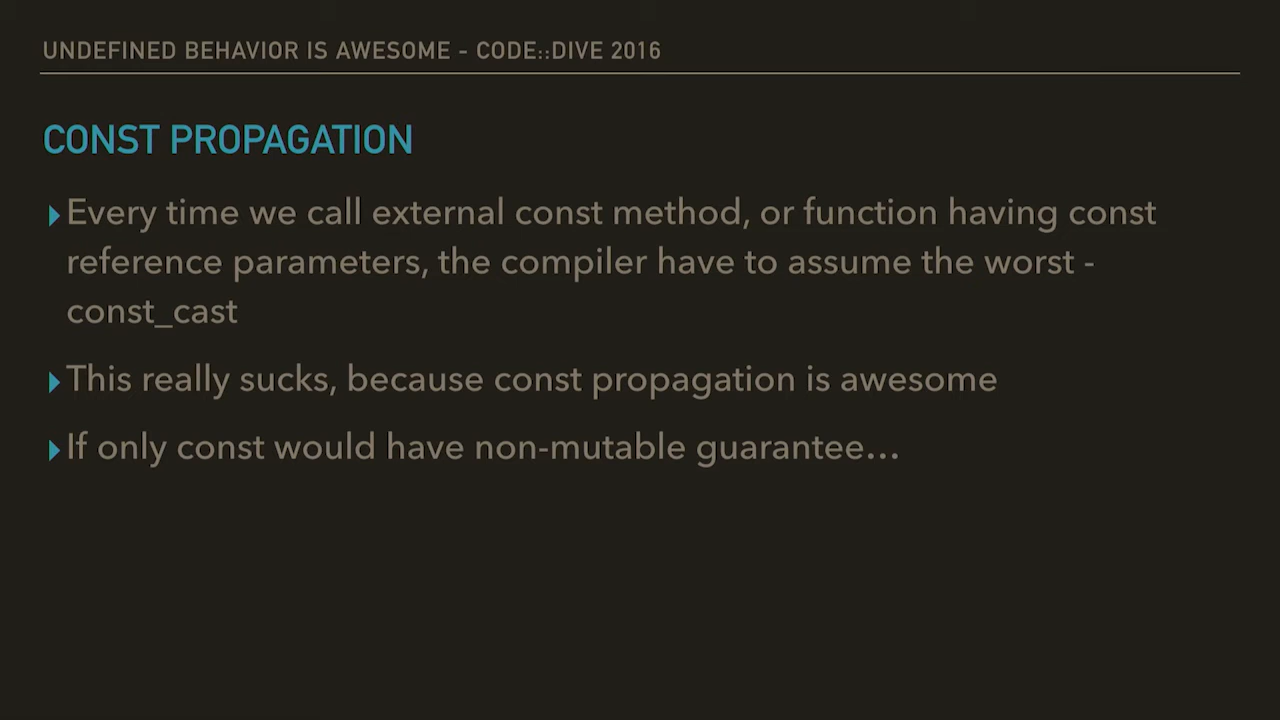 UNDEFINED BEHAVIOR IS AWESOME - CODE::DIVE 2016
CONST PROPAGATION
Every time we call external const method, or function having const
reference parameters, the compiler have to assume the worst -
const_cast
This really sucks, because const propagation is awesome
If only const would have non-mutable guarantee…